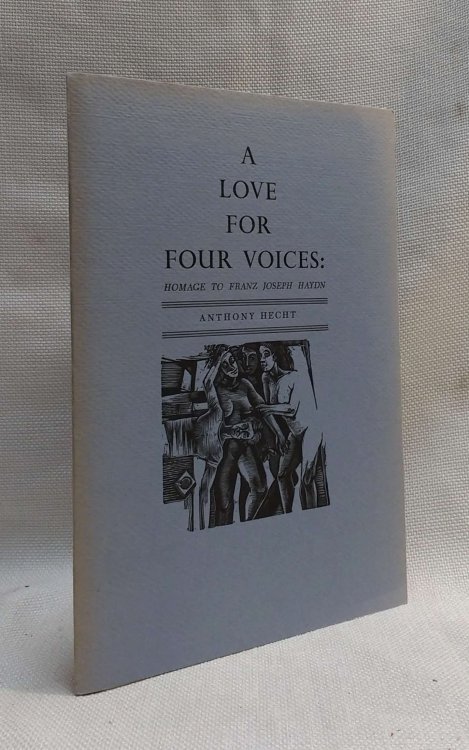 A
LOVE
FOR
FOUR VOICES:
HOMAGE TO FRANZ JOSEPH HAYDN
ANTHONY HECHT